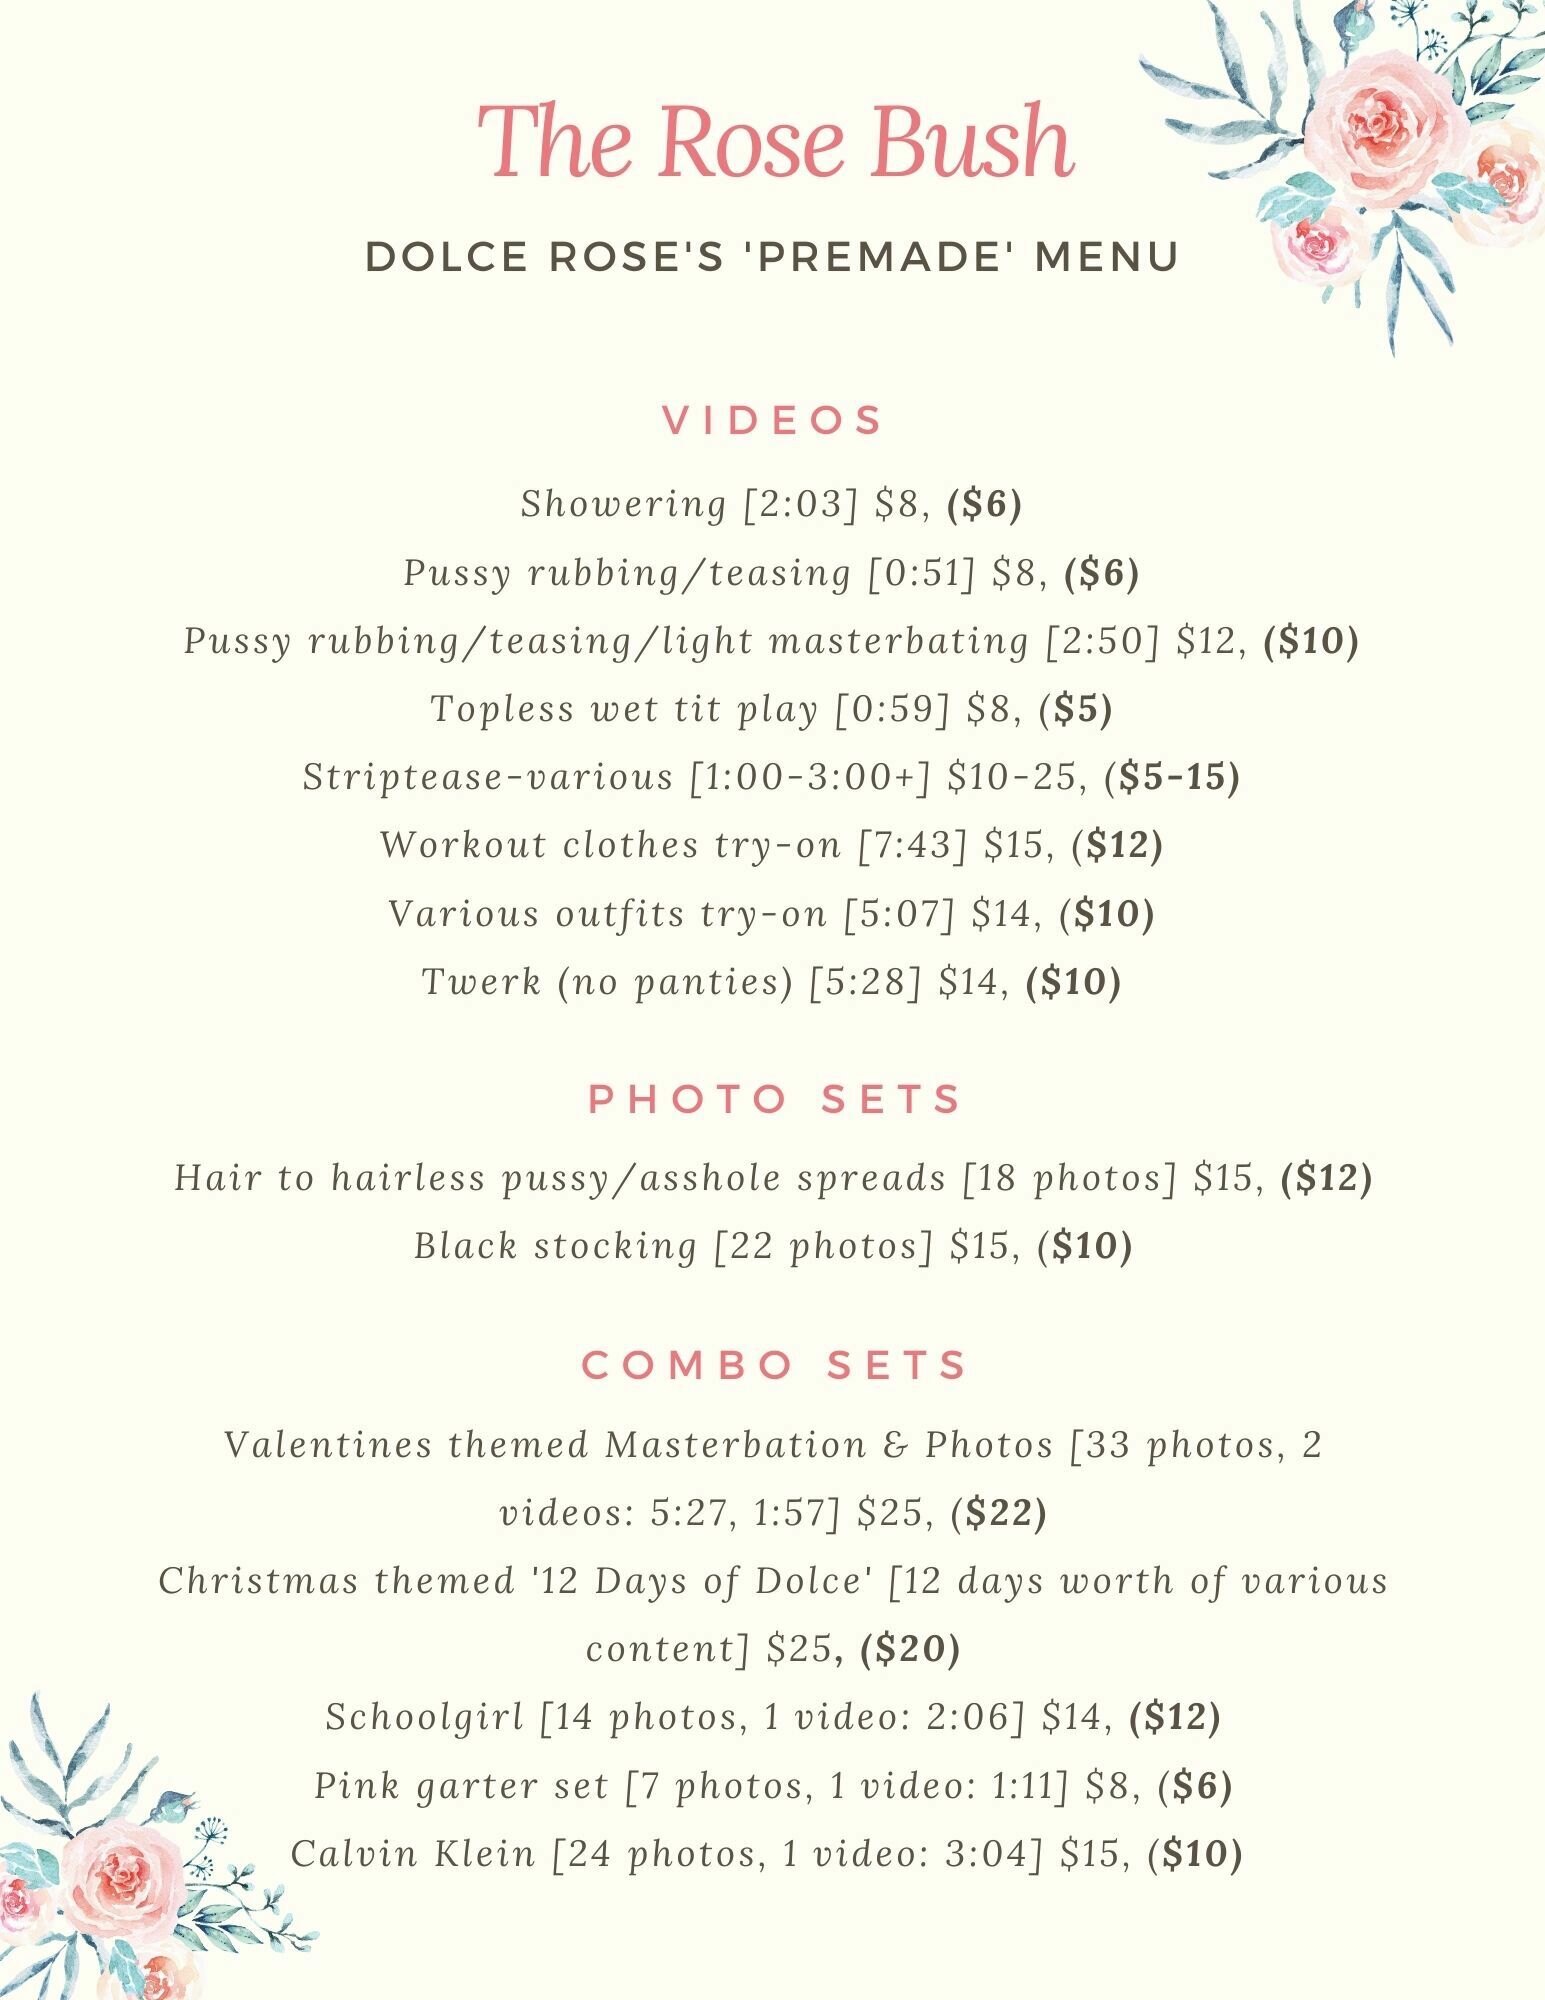 The Rose Bush
DOLCE ROSE'S 'PREMADE' MENU
VIDEOS
Showering [2:03] $8, ($6)
Pussy rubbing/teasing [0:51] $8, ($6)
Pussy rubbing/teasing/light masterbating [2:50] $12, ($10)
Topless wet tit play [0:59] $8, ($5)
Striptease-various [1:00-3:00+] $10-25, ($5-15)
Workout clothes try-on [7:43] $15, ($12)
Various outfits try-on [5:07] $14, ($10)
Twerk (no panties) [5:28] $14, ($10)
PHOTO SETS
Hair to hairless pussy/asshole spreads [18 photos] $15, ($12)
Black stocking [22 photos] $15, ($10)
COMBO SETS
Valentines themed Masterbation & Photos [33 photos, 2
videos: 5:27, 1:57] $25, ($22)
Christmas themed '12 Days of Dolce' [12 days worth of various
content] $25, ($20)
Schoolgirl [14 photos, 1 video: 2:06] $14, ($12)
Pink garter set [7 photos, 1 video: 1:11] $8, ($6)
Calvin Klein [24 photos, 1 video: 3:04] $15, ($10)